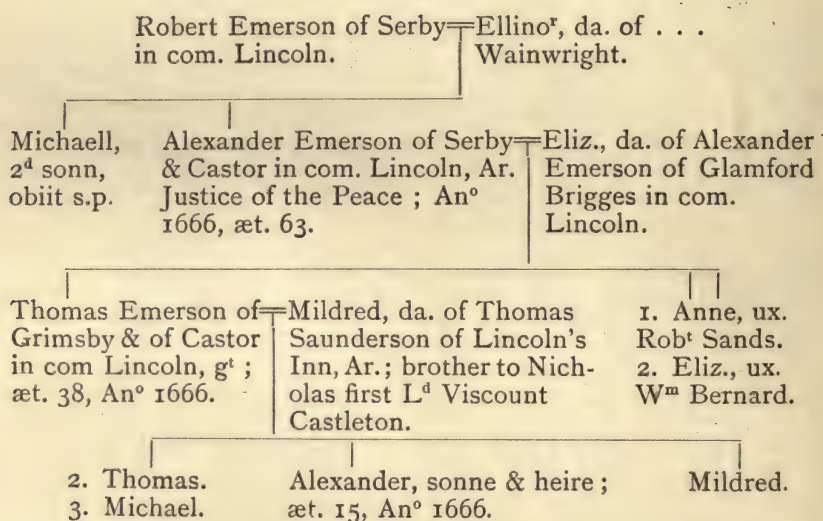 Robert Emerson of Serby
in com. Lincoln.
Ellinoʳ, da. of . . .
Wainwright.
Michaell,
2ᵈ sonn,
obiit s.p.
Alexander Emerson of Serby
& Castor in com. Lincoln, Ar.
Justice of the Peace ; Anº
1666, æt. 63.
Eliz., da. of Alexander
Emerson of Glamford
Brigges in com.
Lincoln.
Thomas Emerson of
Grimsby & of Castor
in com Lincoln, gᵗ ;
æt. 38, Anº 1666.
Mildred, da. of Thomas
Saunderson of Lincoln's
Inn, Ar. ; brother to Nich-
olas first Lᵈ Viscount
Castleton.
1. Anne, ux.
Robᵗ Sands.
2. Eliz., ux.
Wᵐ Bernard.
2. Thomas.
3. Michael.
Alexander, sonne & heire ;
æt. 15, Anº 1666.
Mildred.